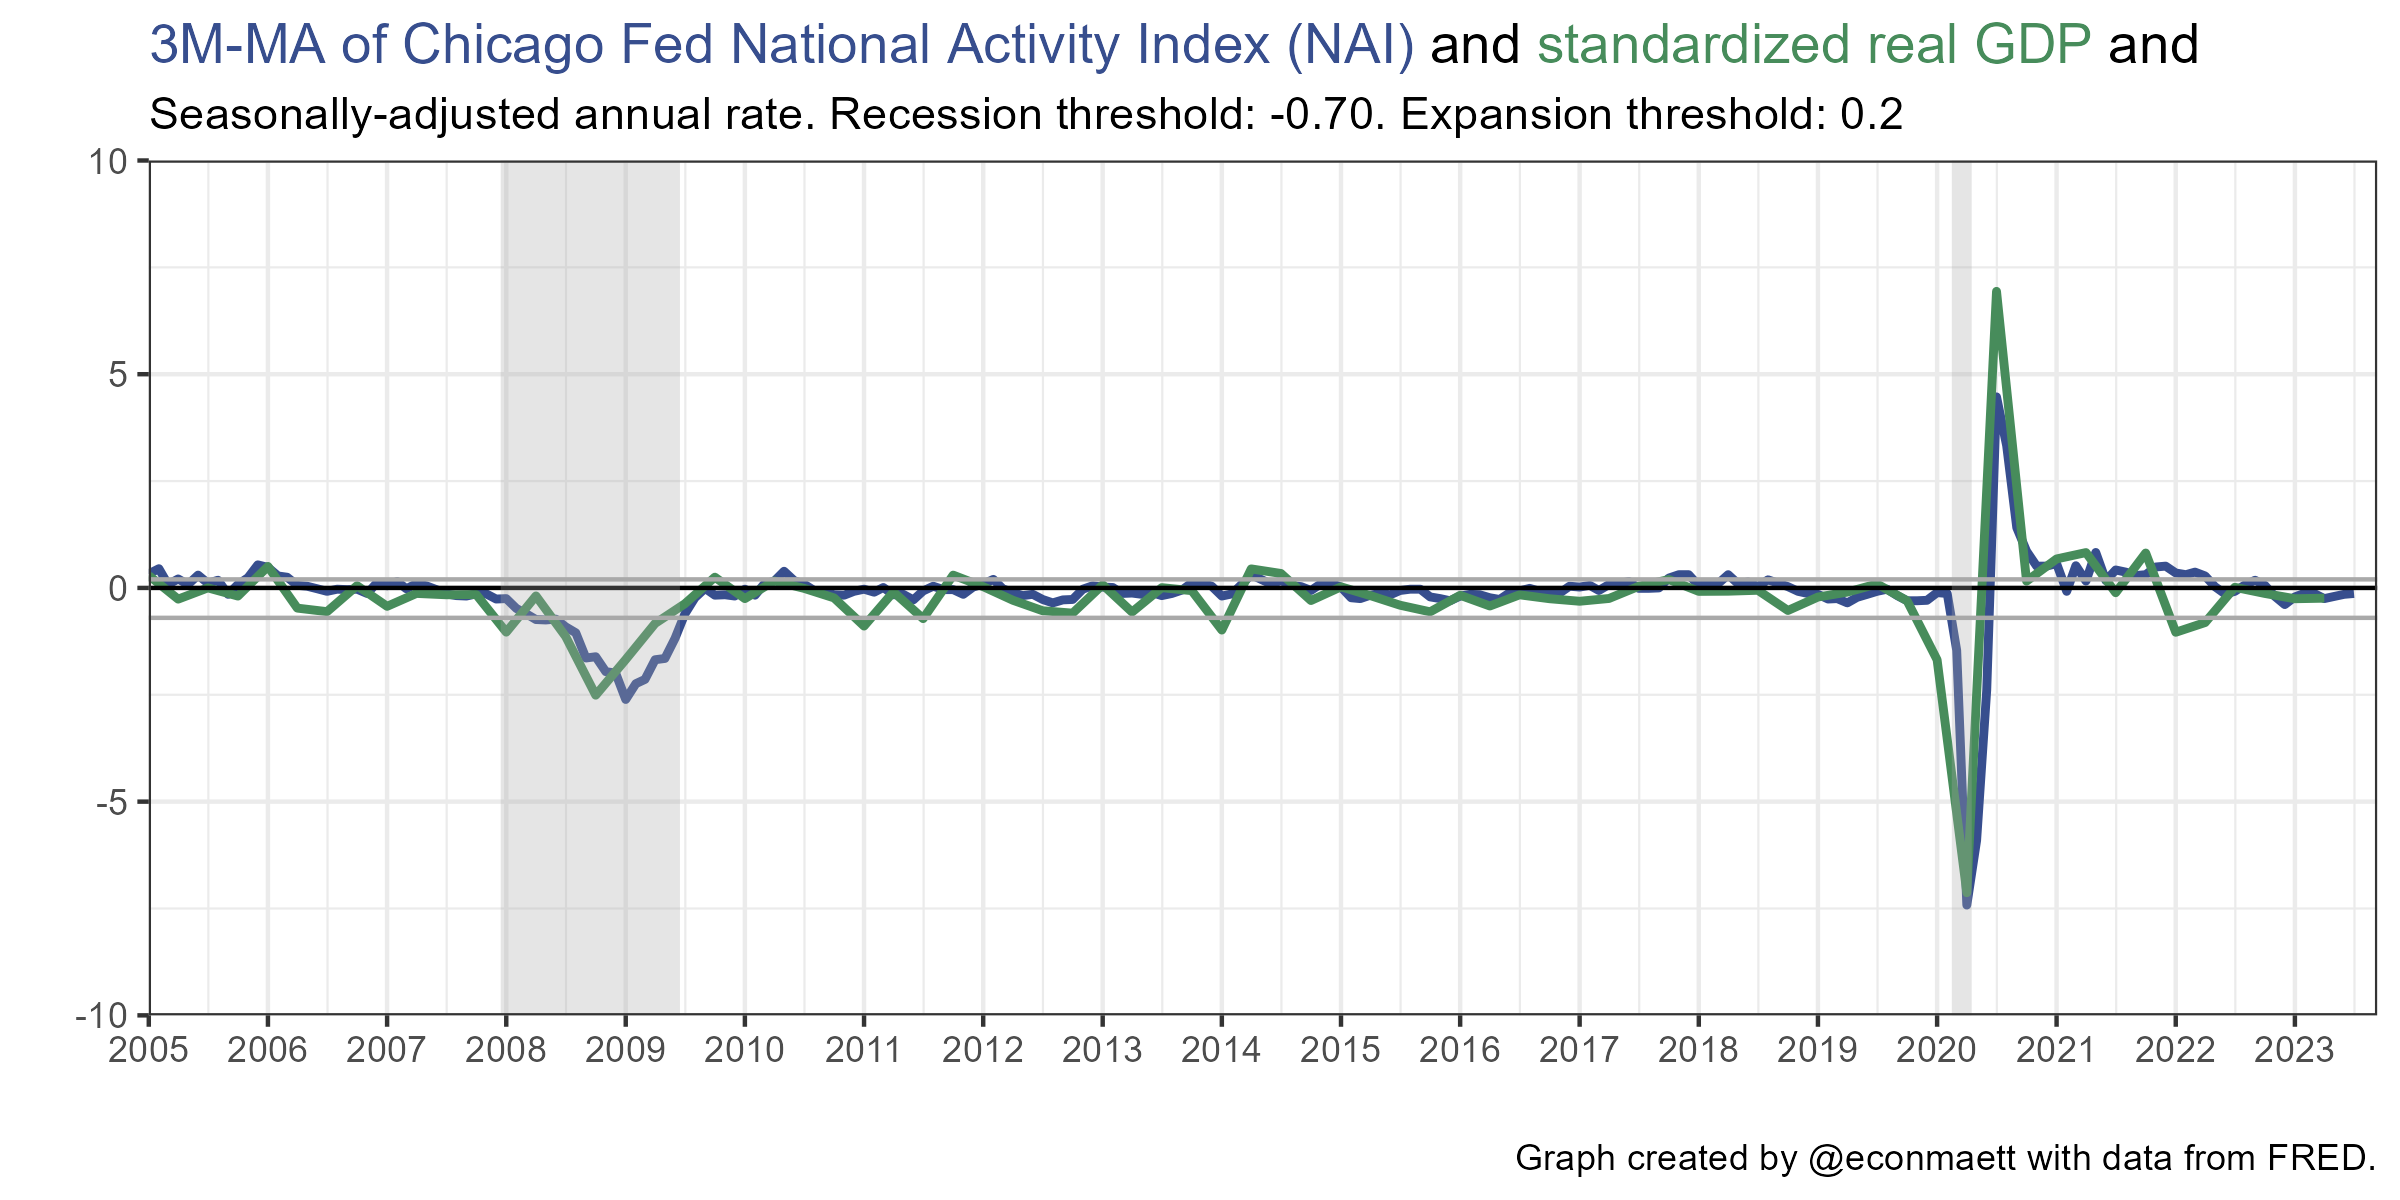 3M-MA of Chicago Fed National Activity Index (NAI) and standardized real GDP and
Seasonally-adjusted annual rate. Recession threshold: -0.70. Expansion threshold: 0.2
10
5
0
-5
-10
2005 2006 2007 2008 2009 2010 2011 2012 2013 2014 2015 2016 2017 2018 2019 2020 2021 2022 2023
Graph created by @econmaett with data from FRED.